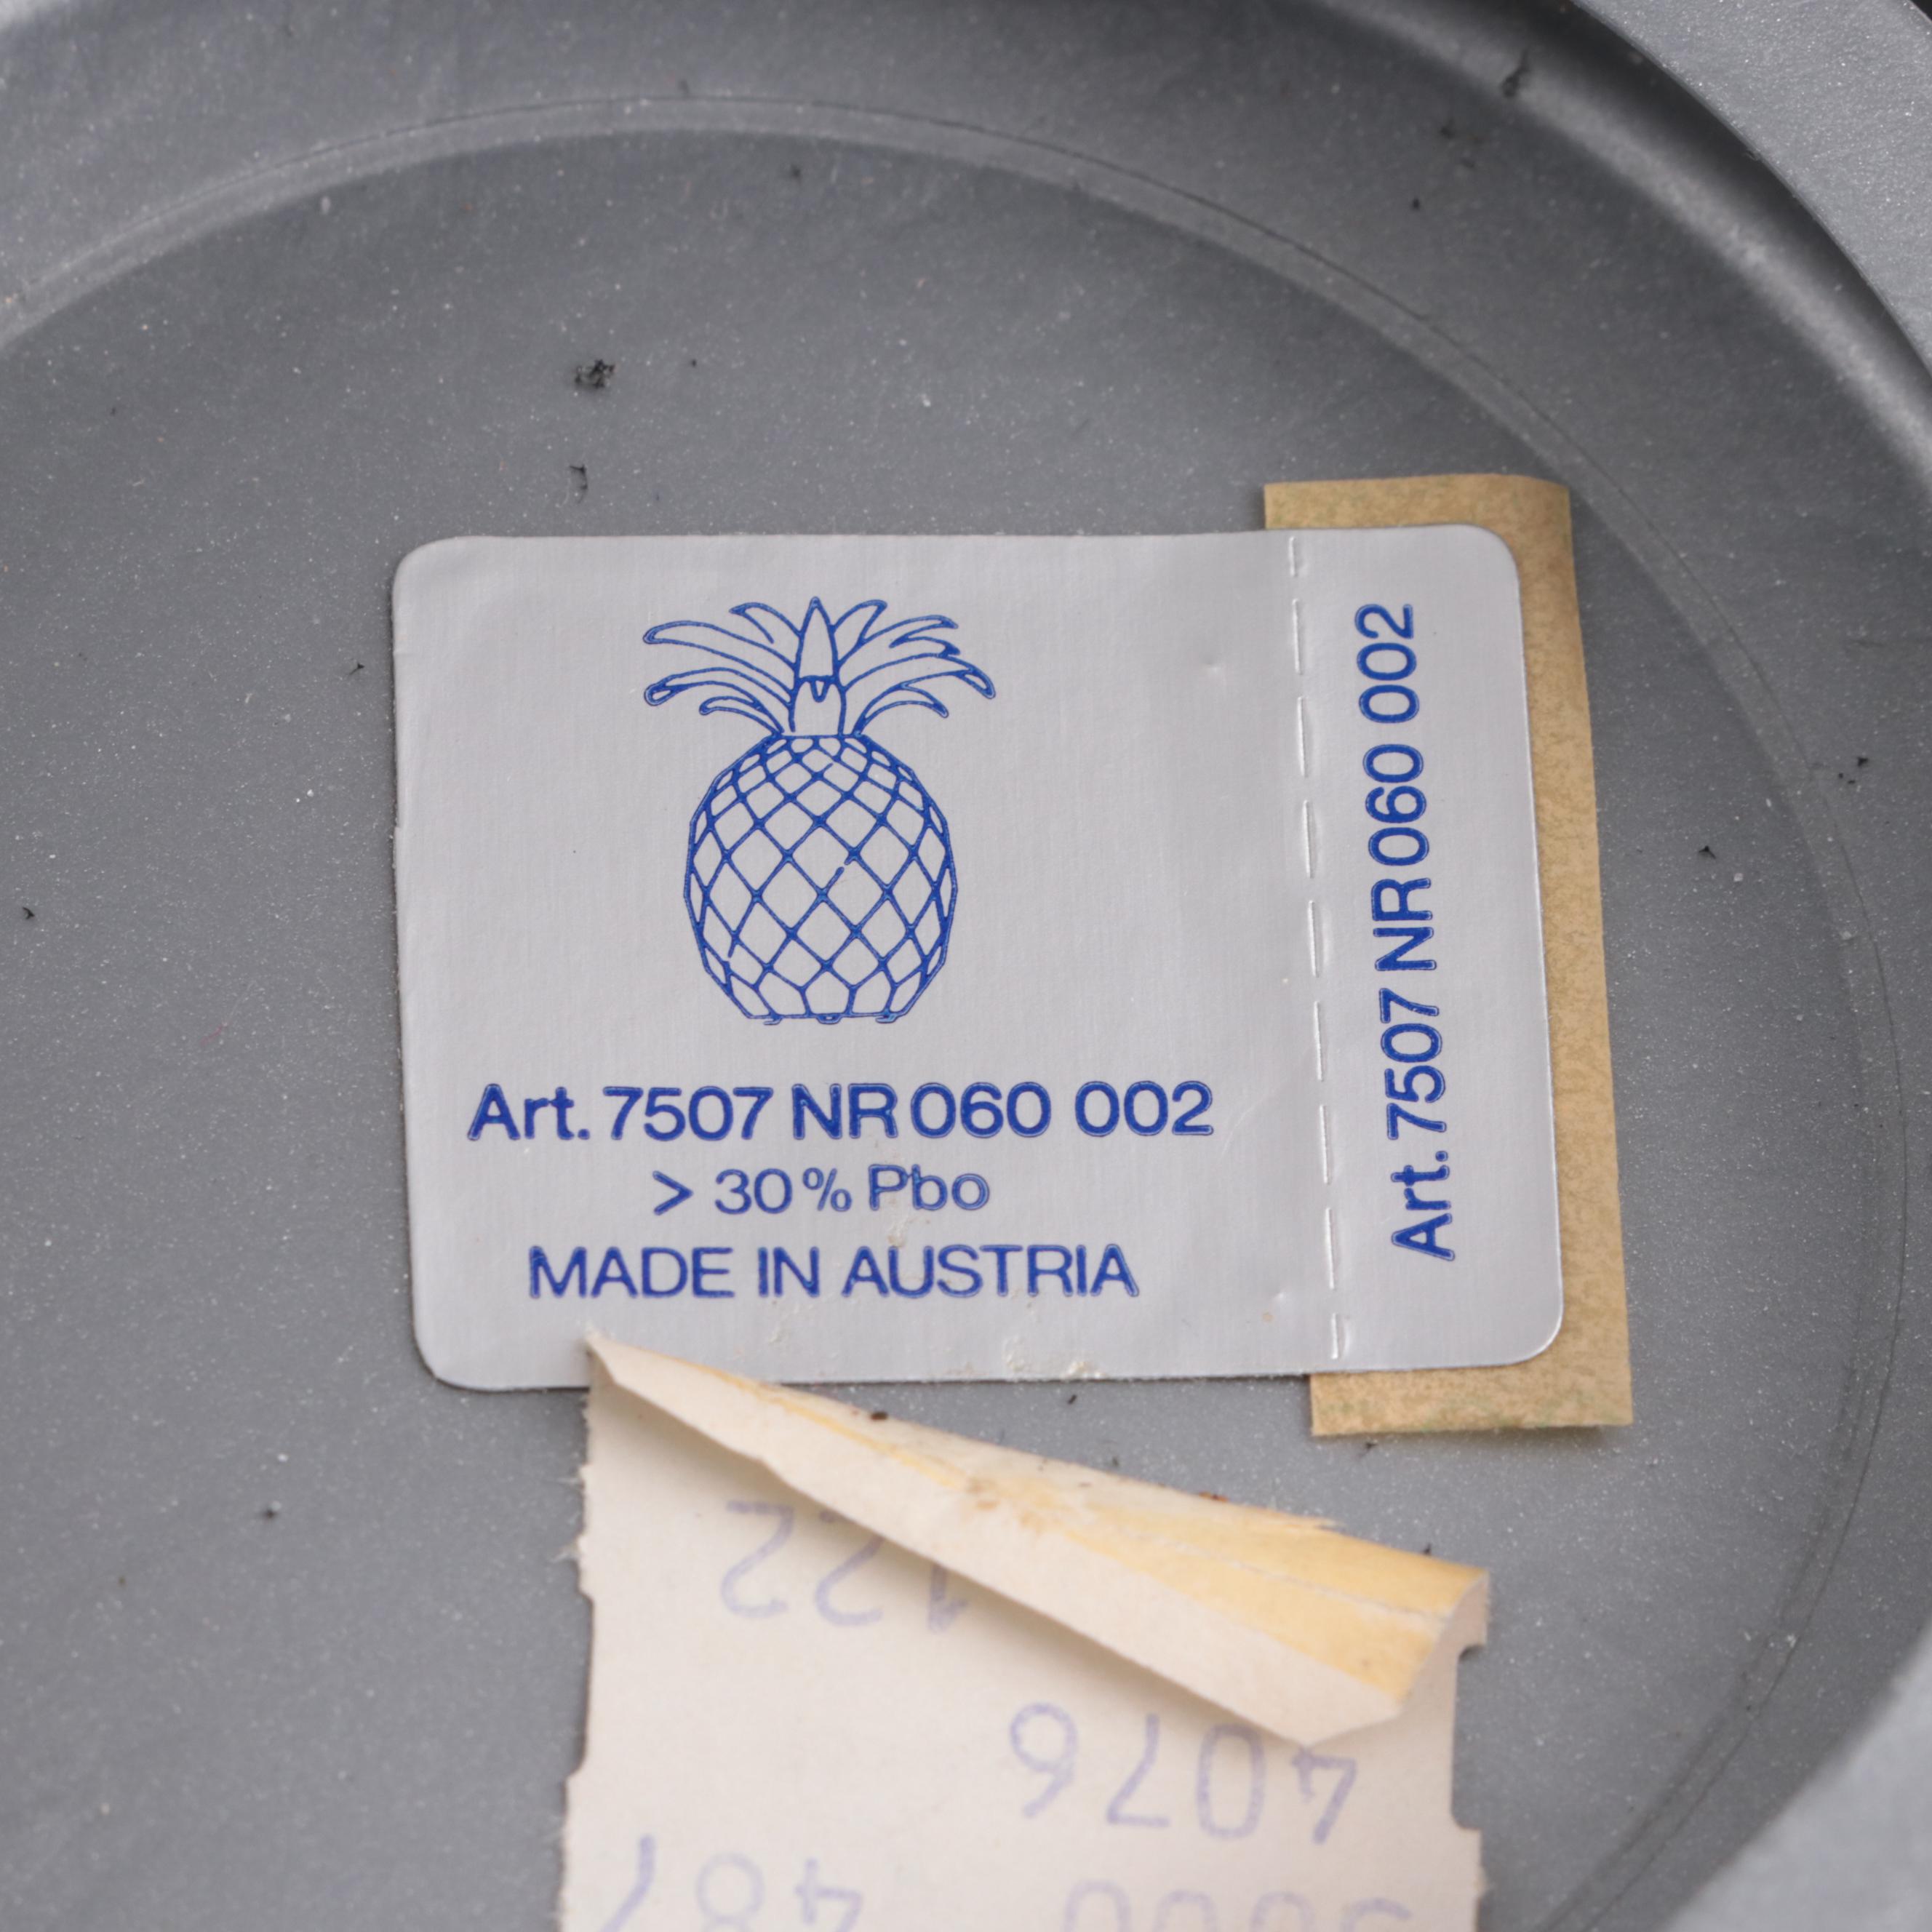 Art. 7507 NR 060 002
> 30% Pbo
MADE IN AUSTRIA
Art. 7507 NR 060 002
122
4076